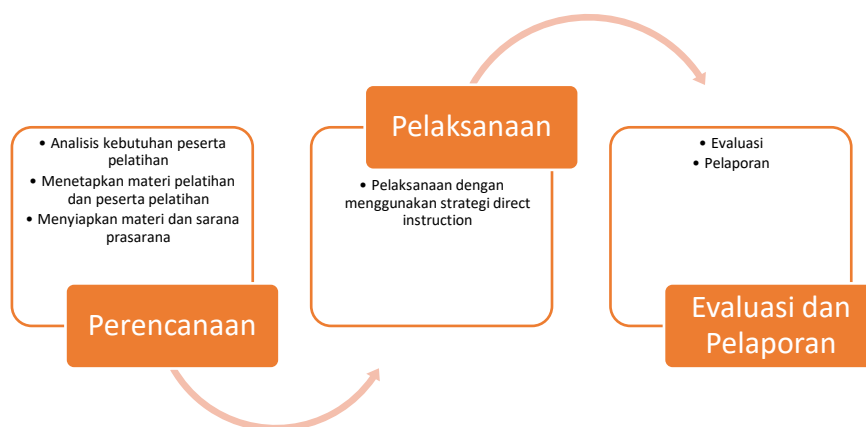 • Analisis kebutuhan peserta
pelatihan
• Menetapkan materi pelatihan
dan peserta pelatihan
• Menyiapkan materi dan sarana
prasarana
Perencanaan
Pelaksanaan
• Pelaksanaan dengan
menggunakan strategi direct
instruction
• Evaluasi
• Pelaporan
Evaluasi dan
Pelaporan